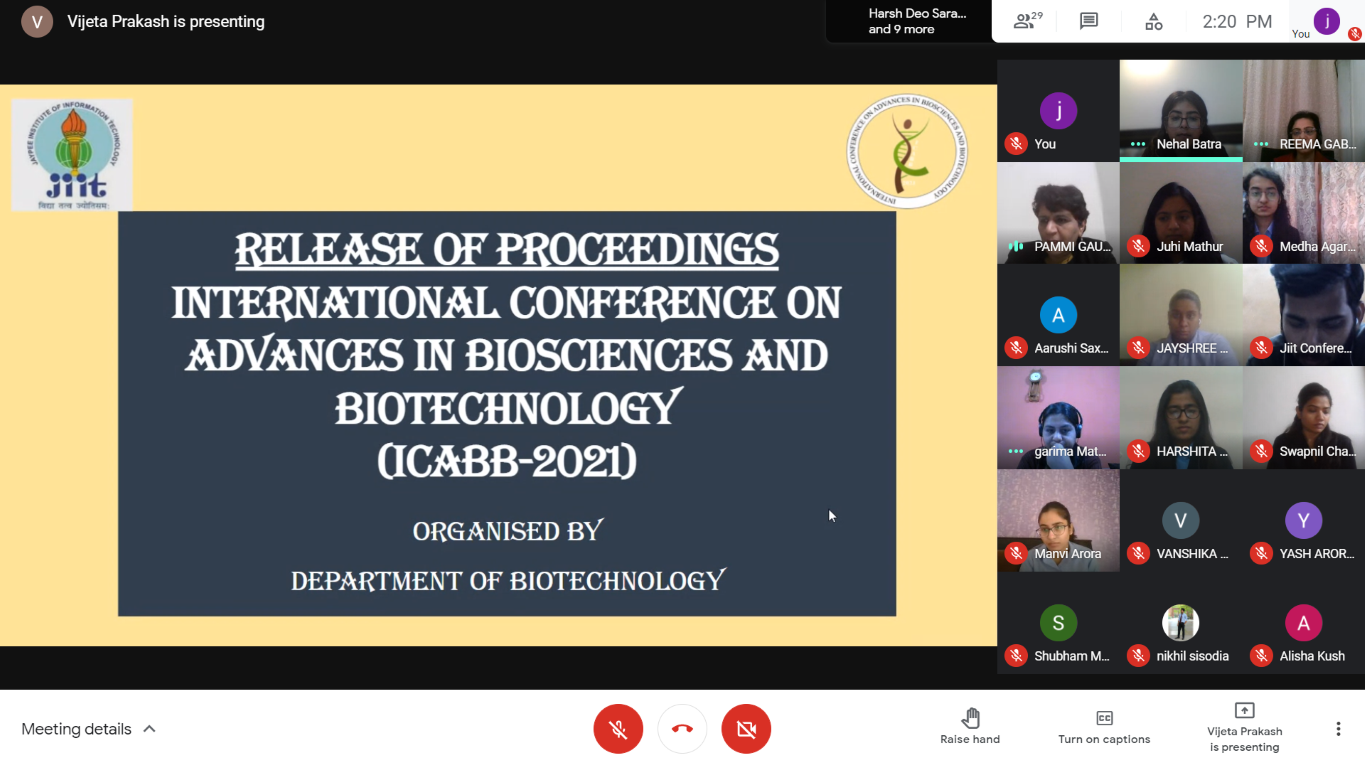 V
Vijeta Prakash is presenting
Harsh Deo Sara...
and 9 more
29
2:20 PM
You
j
JAYPEE INSTITUTE OF INFORMATION TECHNOLOGY
jiit
विद्या तत्व ज्योतिसमः
INTERNATIONAL CONFERENCE ON ADVANCES IN BIOSCIENCES AND BIOTECHNOLOGY
RELEASE OF PROCEEDINGS
INTERNATIONAL CONFERENCE ON
ADVANCES IN BIOSCIENCES AND
BIOTECHNOLOGY
(ICABB-2021)
ORGANISED BY
DEPARTMENT OF BIOTECHNOLOGY
j
You
Nehal Batra
REEMA GAB...
PAMMI GAU...
Juhi Mathur
Medha Agar...
A
Aarushi Sax...
JAYSHREE ...
Jiit Confere...
garima Mat...
HARSHITA ...
Swapnil Cha...
Manvi Arora
V
VANSHIKA ...
Y
YASH AROR...
S
Shubham M...
nikhil sisodia
A
Alisha Kush
Meeting details
Raise hand
CC
Turn on captions
Vijeta Prakash
is presenting